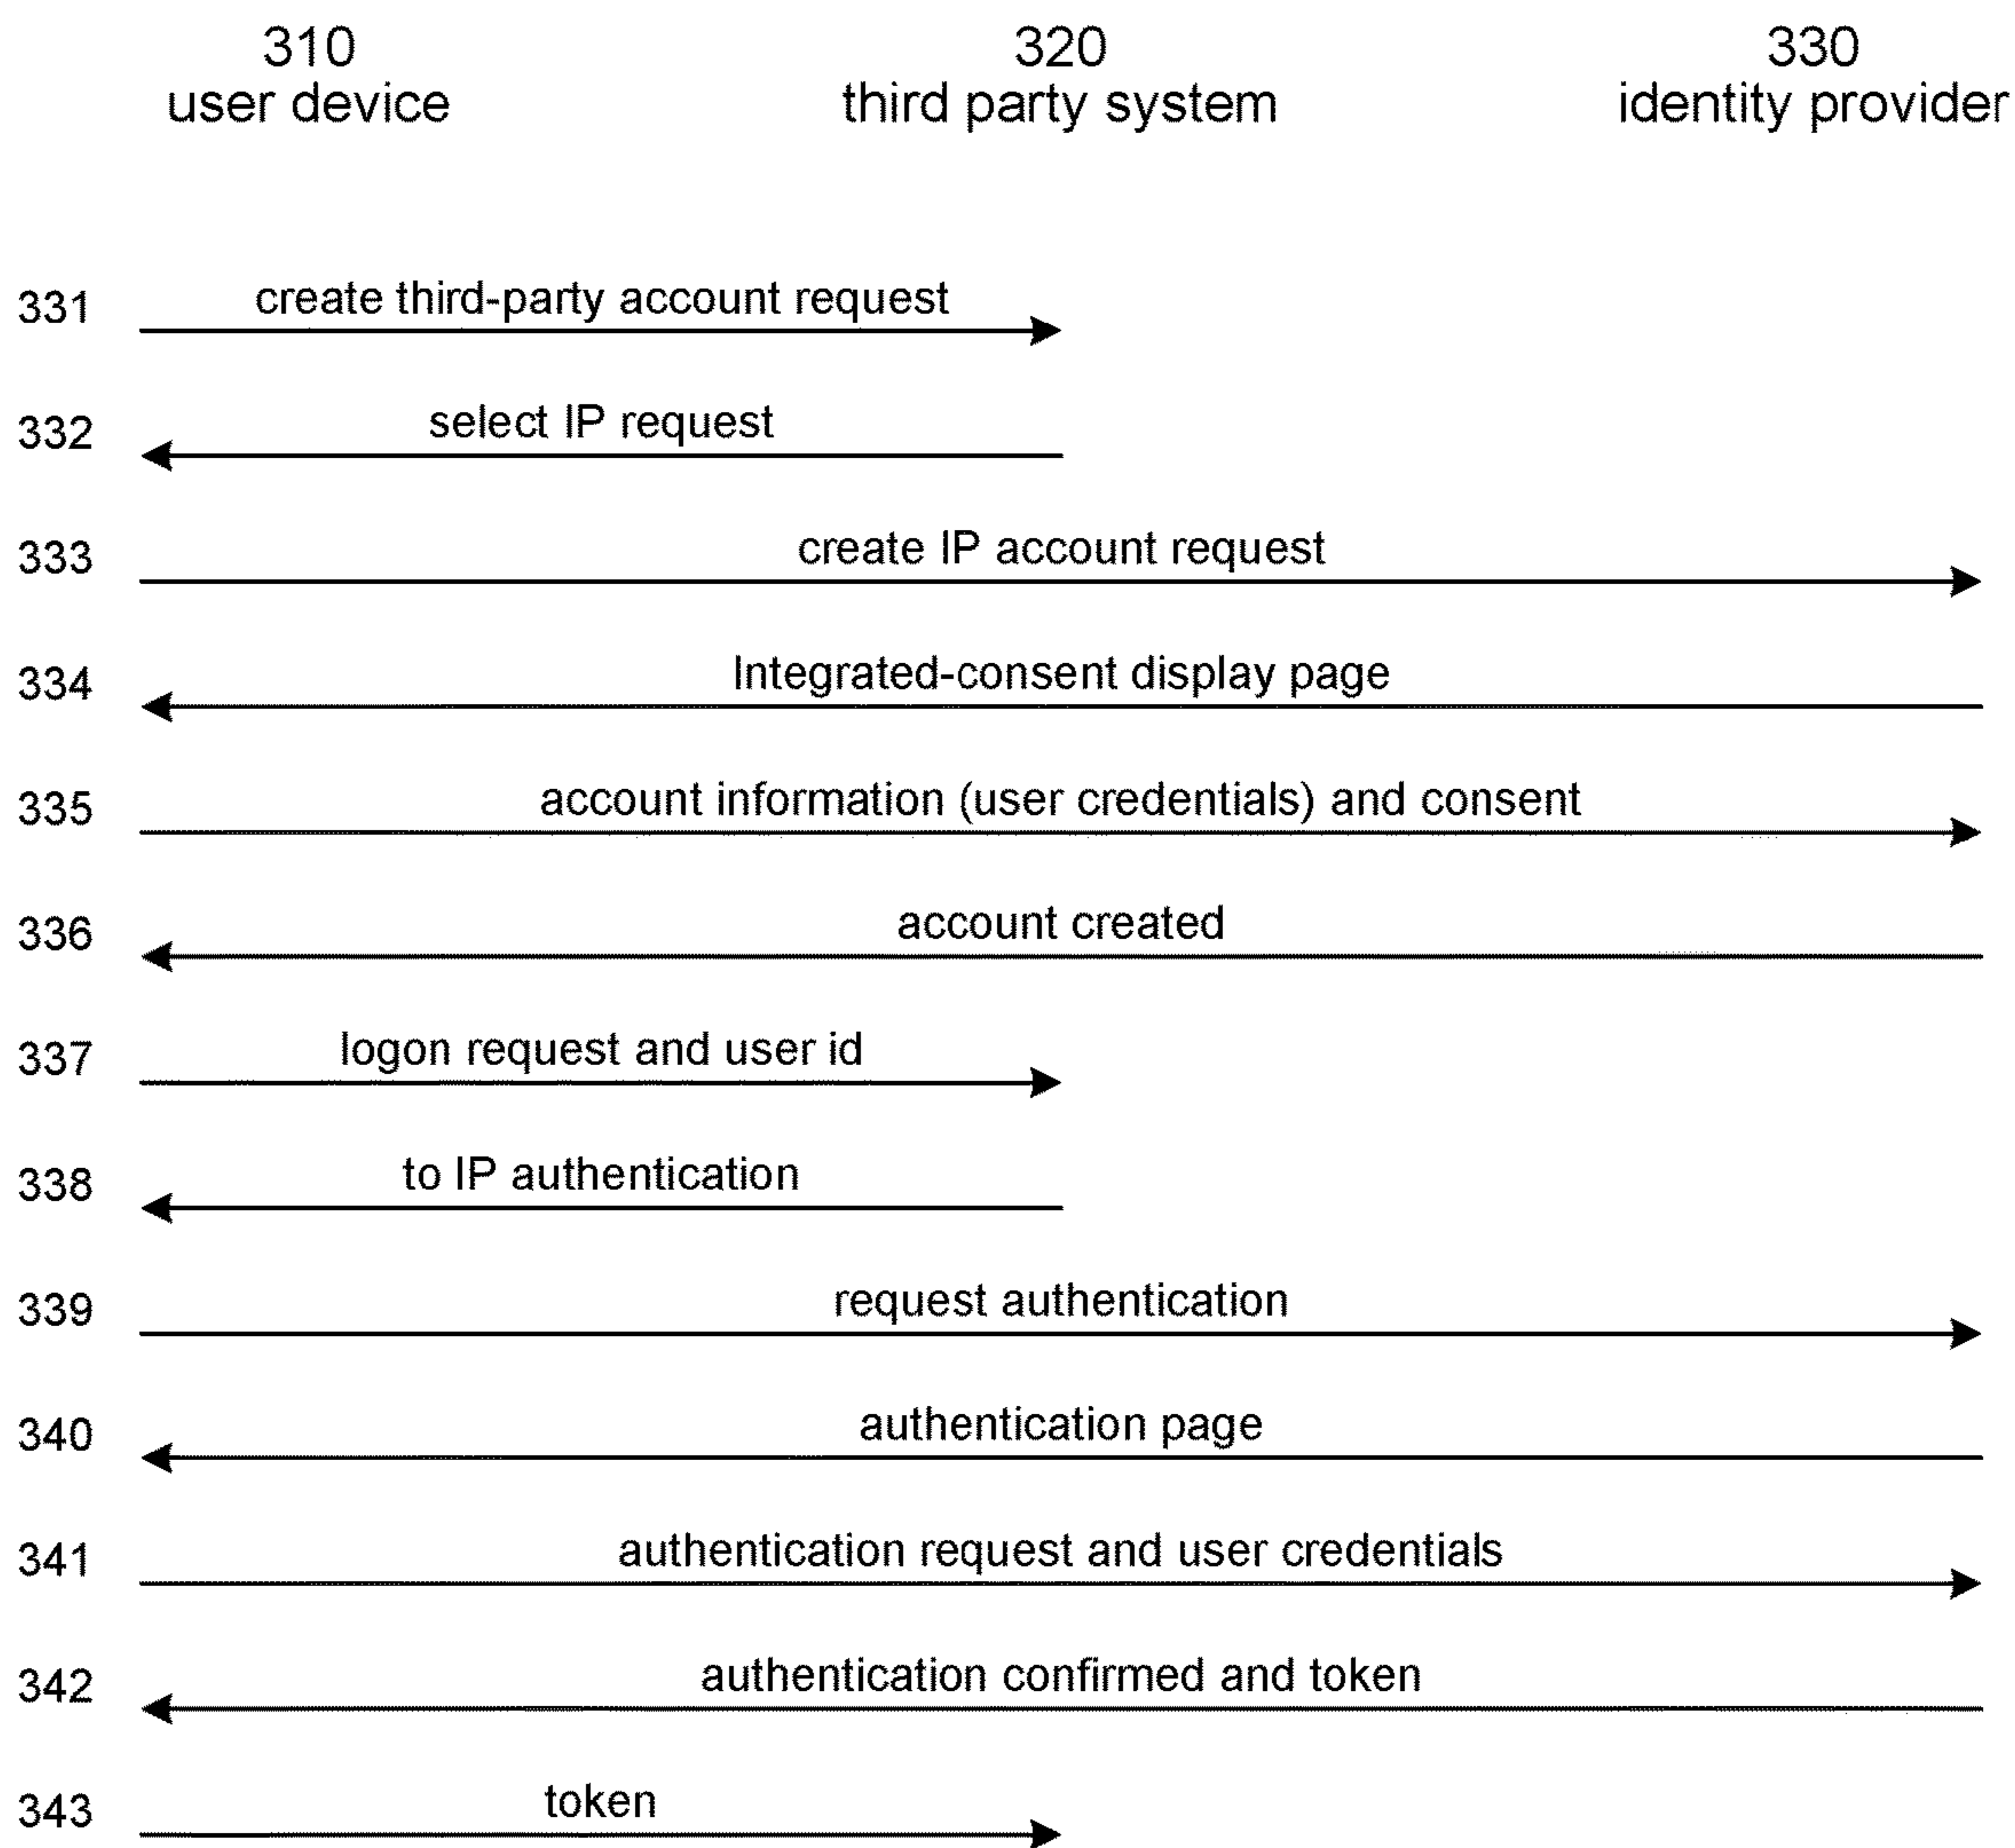 310 320 330
user device third party system identity provider
331 create third-party account request
332 select IP request
333 create IP account request
334 Integrated-consent display page
335 account information (user credentials) and consent
336 account created
337 logon request and user id
338 to IP authentication
339 request authentication
340 authentication page
341 authentication request and user credentials
342 authentication confirmed and token
343 token